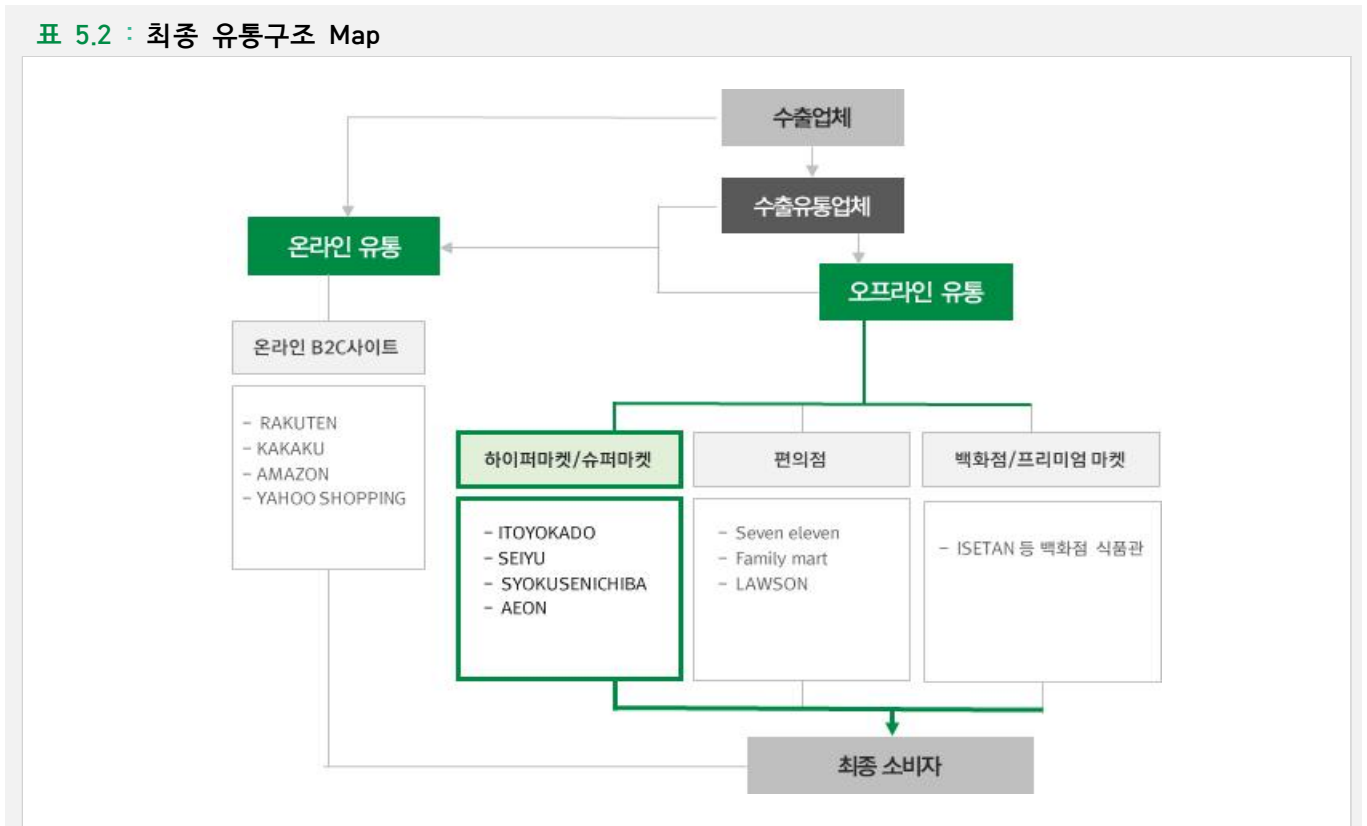 표 5.2 : 최종 유통구조 Map
수출업체
수출유통업체
온라인 유통
오프라인 유통
온라인 B2C사이트
- RAKUTEN
- KAKAKU
- AMAZON
- YAHOO SHOPPING
하이퍼마켓/슈퍼마켓
- ITOYOKADO
- SEIYU
- SYOKUSENICHIBA
- AEON
편의점
- Seven eleven
- Family mart
- LAWSON
백화점/프리미엄 마켓
- ISETAN 등 백화점 식품관
최종 소비자